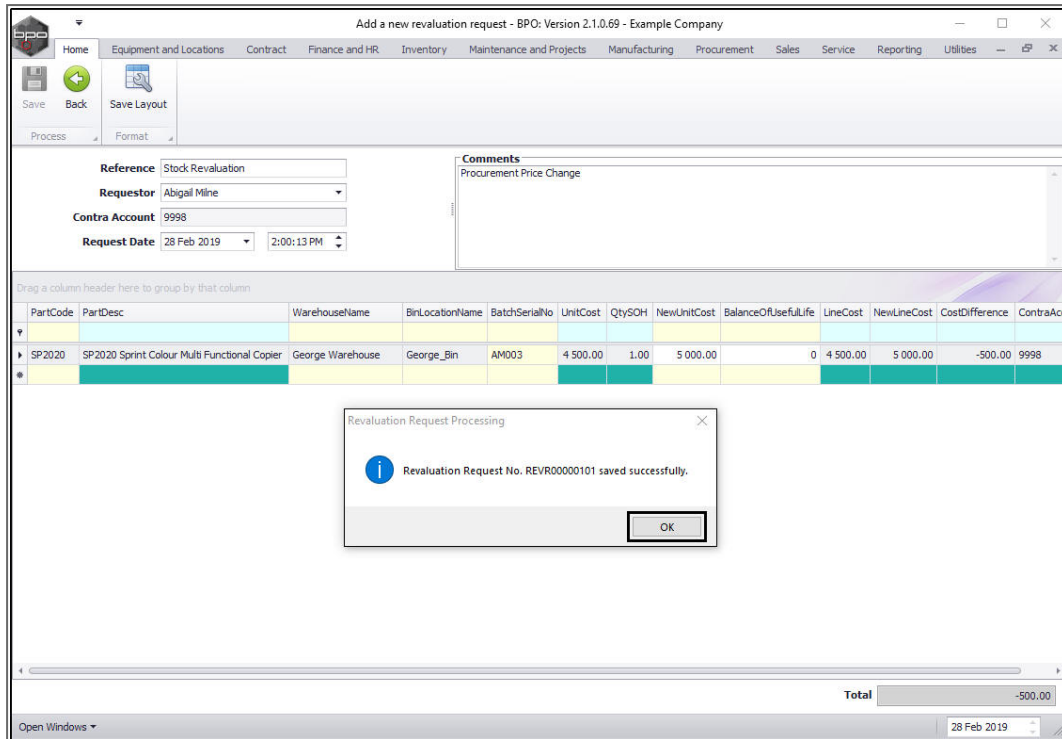 bpo
Add a new revaluation request - BPO: Version 2.1.0.69 - Example Company
Home Equipment and Locations Contract Finance and HR Inventory Maintenance and Projects Manufacturing Procurement Sales Service Reporting Utilities
Save Back Save Layout
Process Format
Reference Stock Revaluation
Requestor Abigail Milne
Contra Account 9998
Request Date 28 Feb 2019 2:00:13 PM
Comments
Procurement Price Change
Drag a column header here to group by that column
PartCode PartDesc WarehouseName BinLocationName BatchSerialNo UnitCost QtySOH NewUnitCost BalanceOfUsefulLife LineCost NewLineCost CostDifference ContraAcc
SP2020 SP2020 Sprint Colour Multi Functional Copier George Warehouse George_Bin AM003 4 500.00 1.00 5 000.00 0 4 500.00 5 000.00 -500.00 9998
Revaluation Request Processing
Revaluation Request No. REVR00000101 saved successfully.
OK
Total -500.00
Open Windows 28 Feb 2019